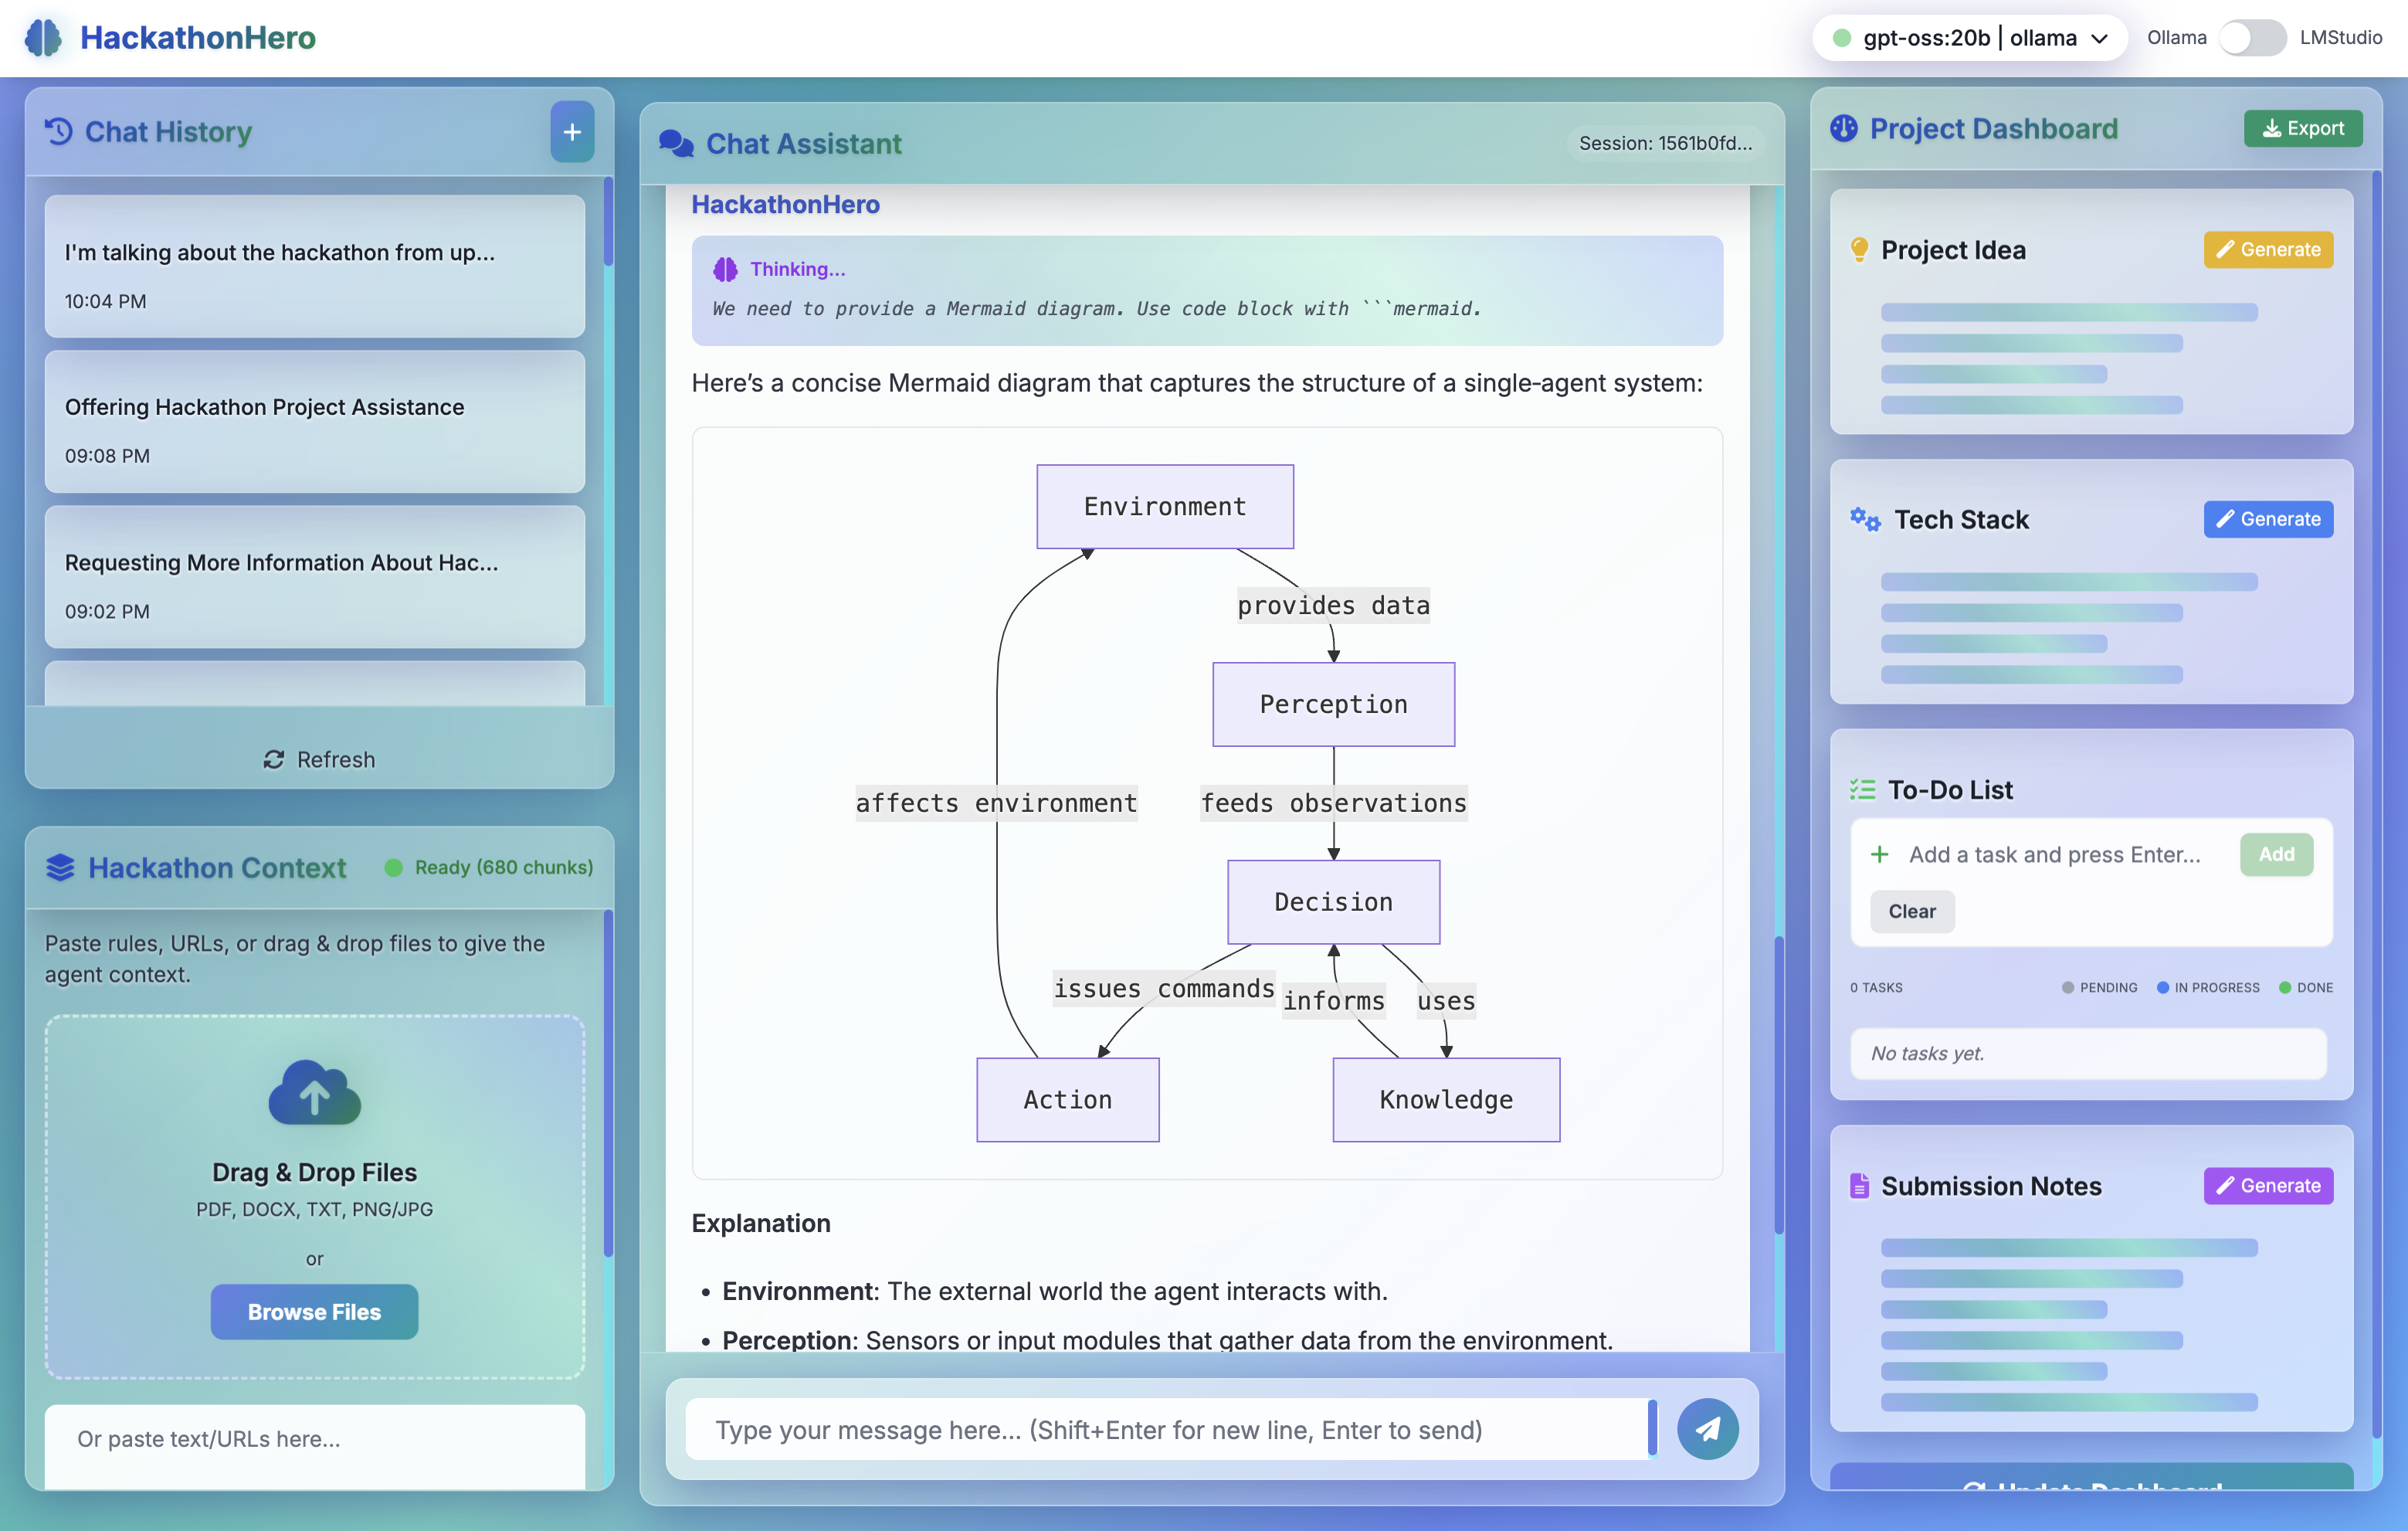 HackathonHero
gpt-oss:20b | ollama
Ollama
LMStudio
Chat History
+
I'm talking about the hackathon from up...
10:04 PM
Offering Hackathon Project Assistance
09:08 PM
Requesting More Information About Hac...
09:02 PM
Refresh
Hackathon Context
Ready (680 chunks)
Paste rules, URLs, or drag & drop files to give the
agent context.
Drag & Drop Files
PDF, DOCX, TXT, PNG/JPG
or
Browse Files
Or paste text/URLs here...
Chat Assistant
Session: 1561b0fd...
HackathonHero
Thinking...
We need to provide a Mermaid diagram. Use code block with ```mermaid.
Here’s a concise Mermaid diagram that captures the structure of a single‑agent system:
Environment
provides data
Perception
affects environment
feeds observations
Decision
issues commands
informs
uses
Action
Knowledge
Explanation
• Environment: The external world the agent interacts with.
• Perception: Sensors or input modules that gather data from the environment.
Type your message here... (Shift+Enter for new line, Enter to send)
Project Dashboard
Export
Project Idea
Generate
Tech Stack
Generate
To-Do List
+ Add a task and press Enter...
Add
Clear
0 TASKS
PENDING
IN PROGRESS
DONE
No tasks yet.
Submission Notes
Generate
Update Dashboard